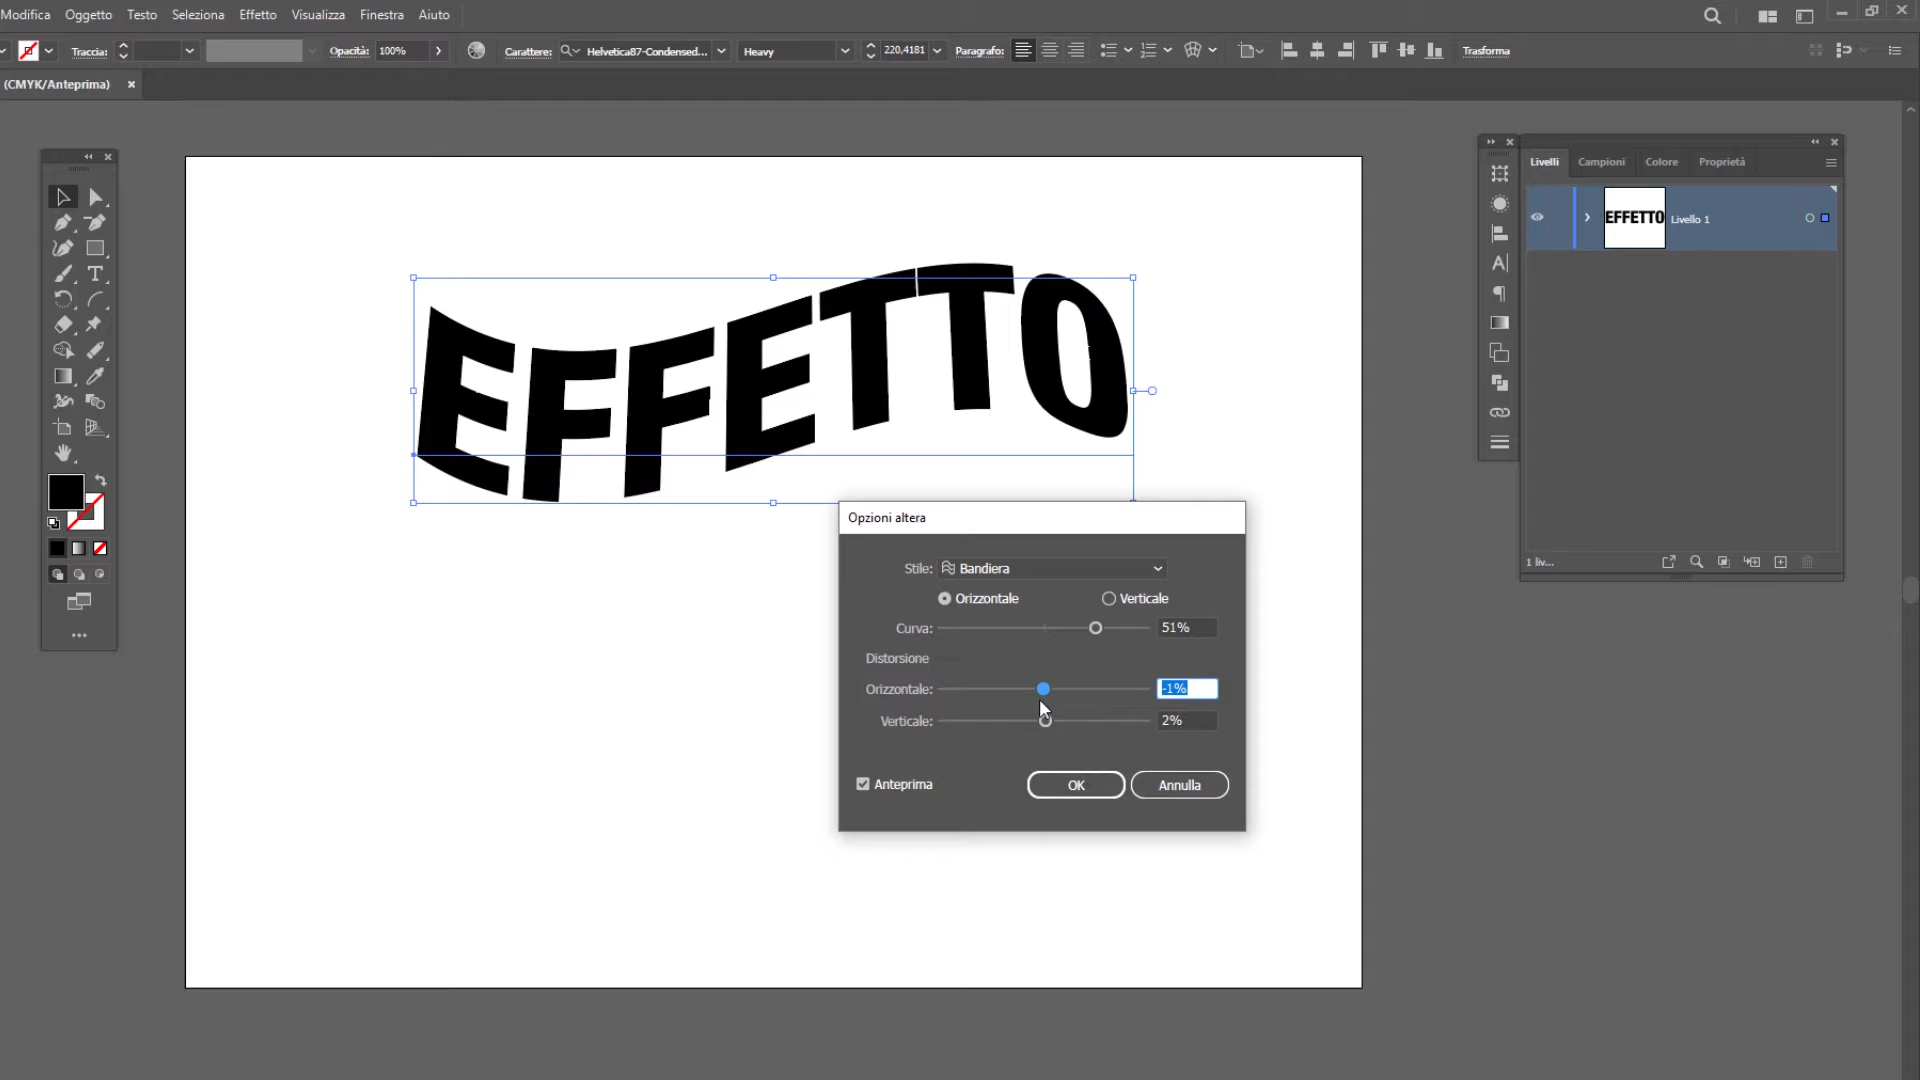 Modifica Oggetto Testo Seleziona Effetto Visualizza Finestra Aiuto
Traccia: Opacità: 100% Carattere: Helvetica87-Condensed... Heavy 220,4181 Paragrafo: Trasforma
(CMYK/Anteprima)
Livelli Campioni Colore Proprietà
EFFETTO Livello 1
EFFETTO
Opzioni altera
Stile: Bandiera
Orizzontale Verticale
Curva: 51%
Distorsione
Orizzontale: -1%
Verticale: 2%
Anteprima OK Annulla
1 liv...